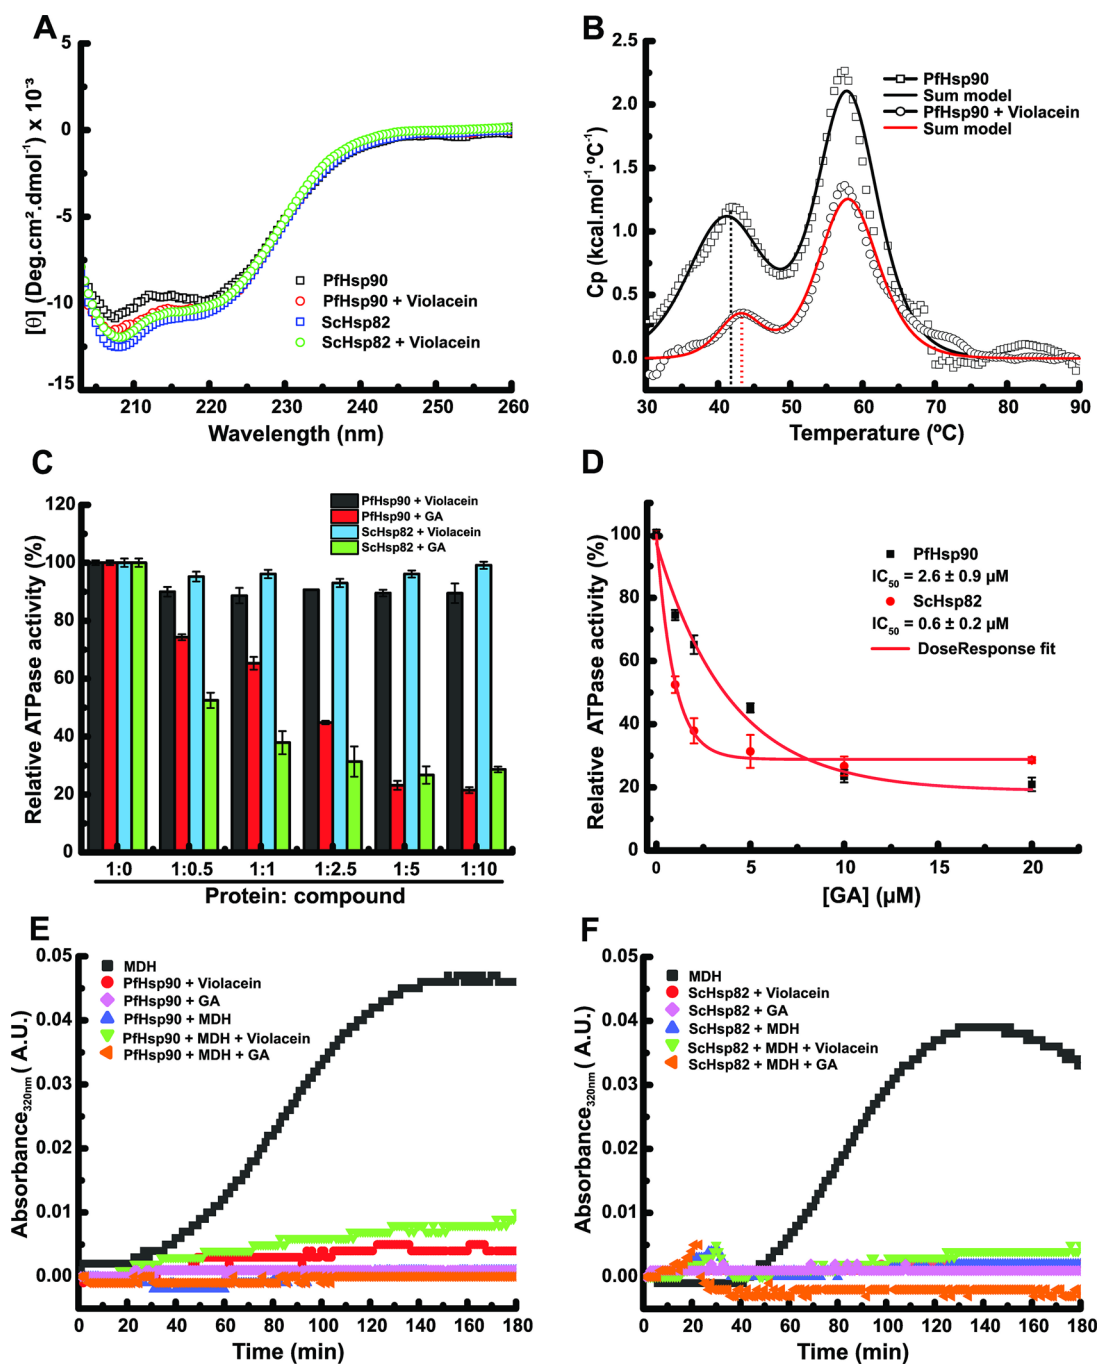 A
[θ] (Deg.cm².dmol⁻¹) x 10⁻³
5
0
-5
-10
-15
PfHsp90
PfHsp90 + Violacein
ScHsp82
ScHsp82 + Violacein
210 220 230 240 250 260
Wavelength (nm)
B
Cp (kcal.mol⁻¹.ºC⁻¹)
2.5
2.0
1.5
1.0
0.5
0.0
PfHsp90
Sum model
PfHsp90 + Violacein
Sum model
30 40 50 60 70 80 90
Temperature (ºC)
C
Relative ATPase activity (%)
120
100
80
60
40
20
0
PfHsp90 + Violacein
PfHsp90 + GA
ScHsp82 + Violacein
ScHsp82 + GA
1:0 1:0.5 1:1 1:2.5 1:5 1:10
Protein: compound
D
Relative ATPase activity (%)
100
80
60
40
20
0
PfHsp90
IC₅₀ = 2.6 ± 0.9 µM
ScHsp82
IC₅₀ = 0.6 ± 0.2 µM
DoseResponse fit
0 5 10 15 20
[GA] (µM)
E
Absorbance₃₂₀ₙₘ( A.U.)
0.05
0.04
0.03
0.02
0.01
0.00
MDH
PfHsp90 + Violacein
PfHsp90 + GA
PfHsp90 + MDH
PfHsp90 + MDH + Violacein
PfHsp90 + MDH + GA
0 20 40 60 80 100 120 140 160 180
Time (min)
F
Absorbance₃₂₀ₙₘ( A.U.)
0.05
0.04
0.03
0.02
0.01
0.00
MDH
ScHsp82 + Violacein
ScHsp82 + GA
ScHsp82 + MDH
ScHsp82 + MDH + Violacein
ScHsp82 + MDH + GA
0 20 40 60 80 100 120 140 160 180
Time (min)